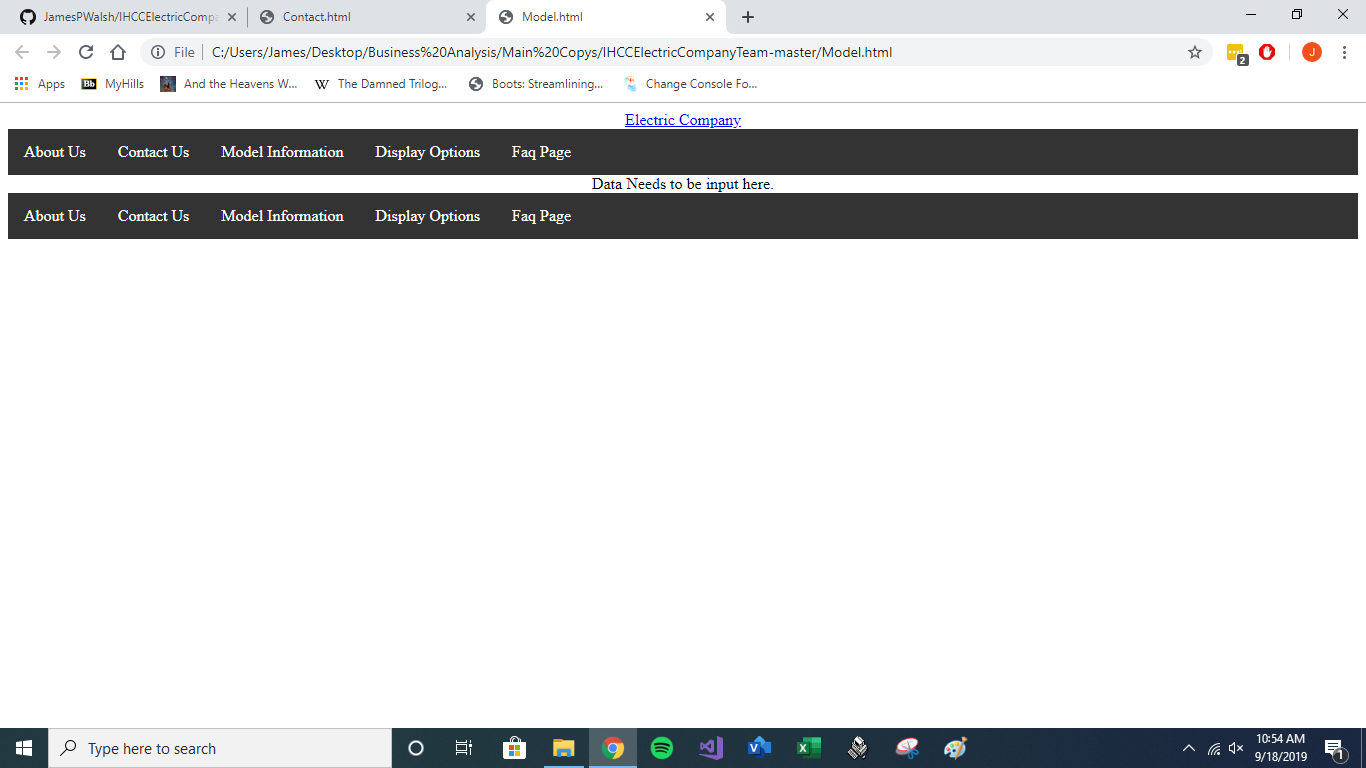 JamesPWalsh/IHCCElectricCompa
Contact.html
Model.html
File
C:/Users/James/Desktop/Business%20Analysis/Main%20Copys/IHCCElectricCompanyTeam-master/Model.html
2
J
Apps
Bb MyHills
And the Heavens W...
W The Damned Trilog...
Boots: Streamlining...
Change Console Fo...
Electric Company
About Us Contact Us Model Information Display Options Faq Page
Data Needs to be input here.
About Us Contact Us Model Information Display Options Faq Page
Type here to search
10:54 AM
9/18/2019
1